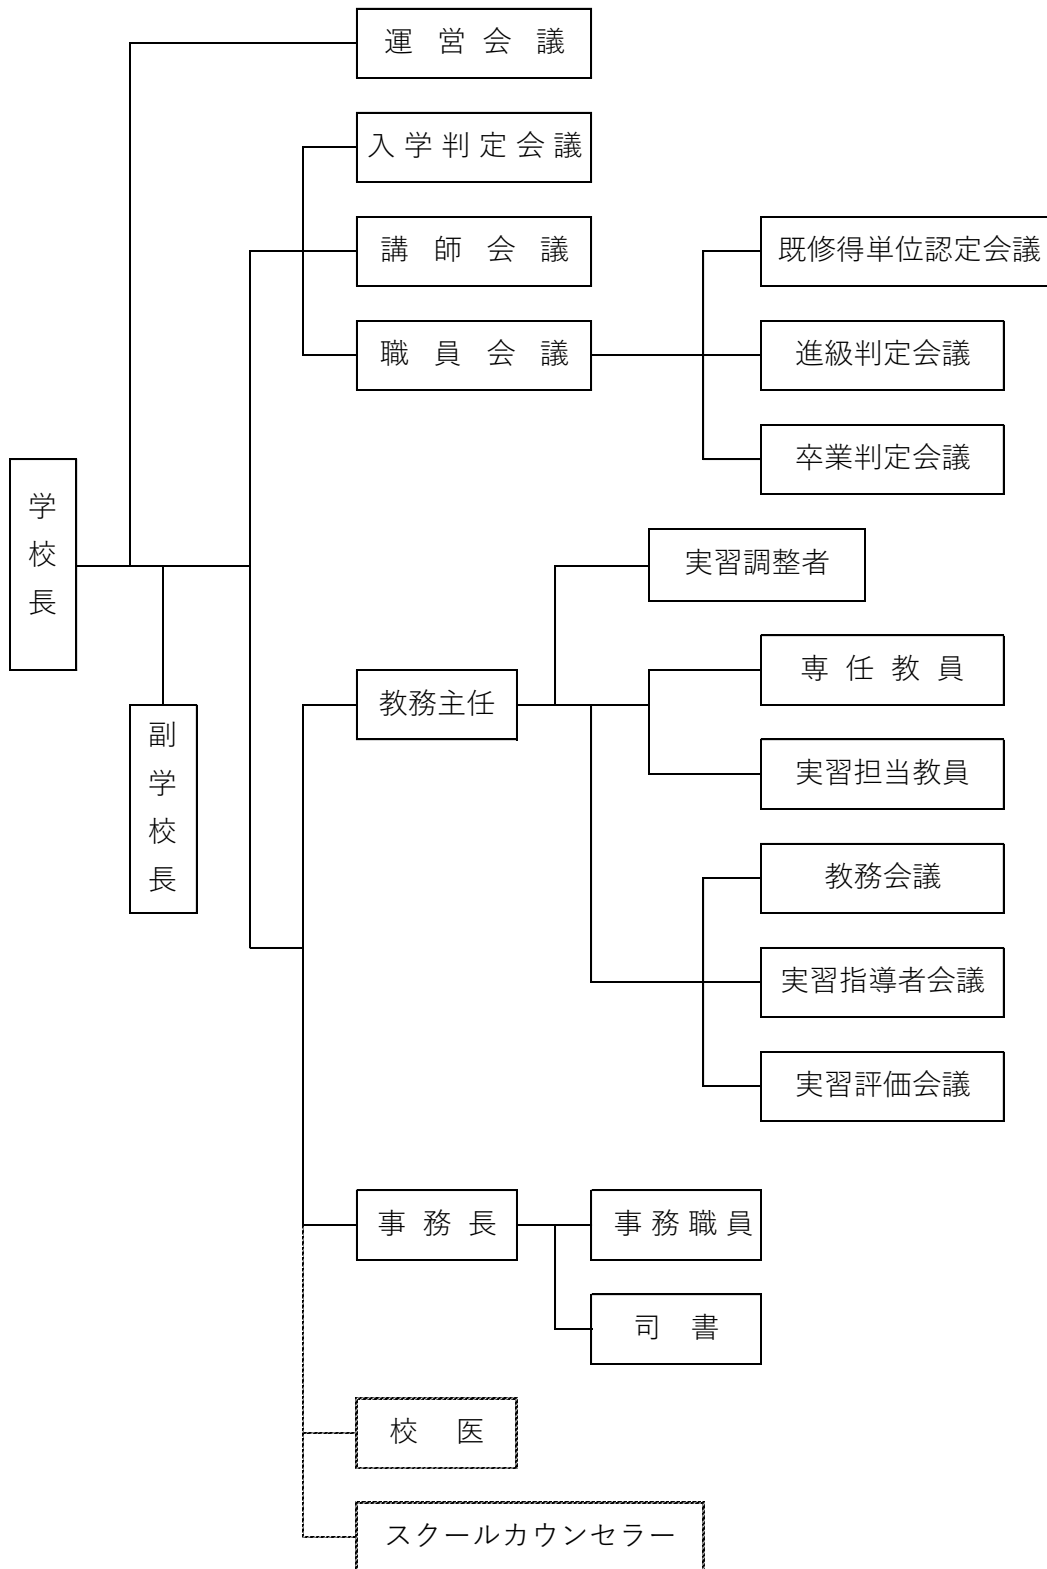 運営会議
入学判定会議
講師会議
既修得単位認定会議
職員会議
進級判定会議
卒業判定会議
学校長
実習調整者
専任教員
教務主任
副学校長
実習担当教員
教務会議
実習指導者会議
実習評価会議
事務長
事務職員
司書
校医
スクールカウンセラー